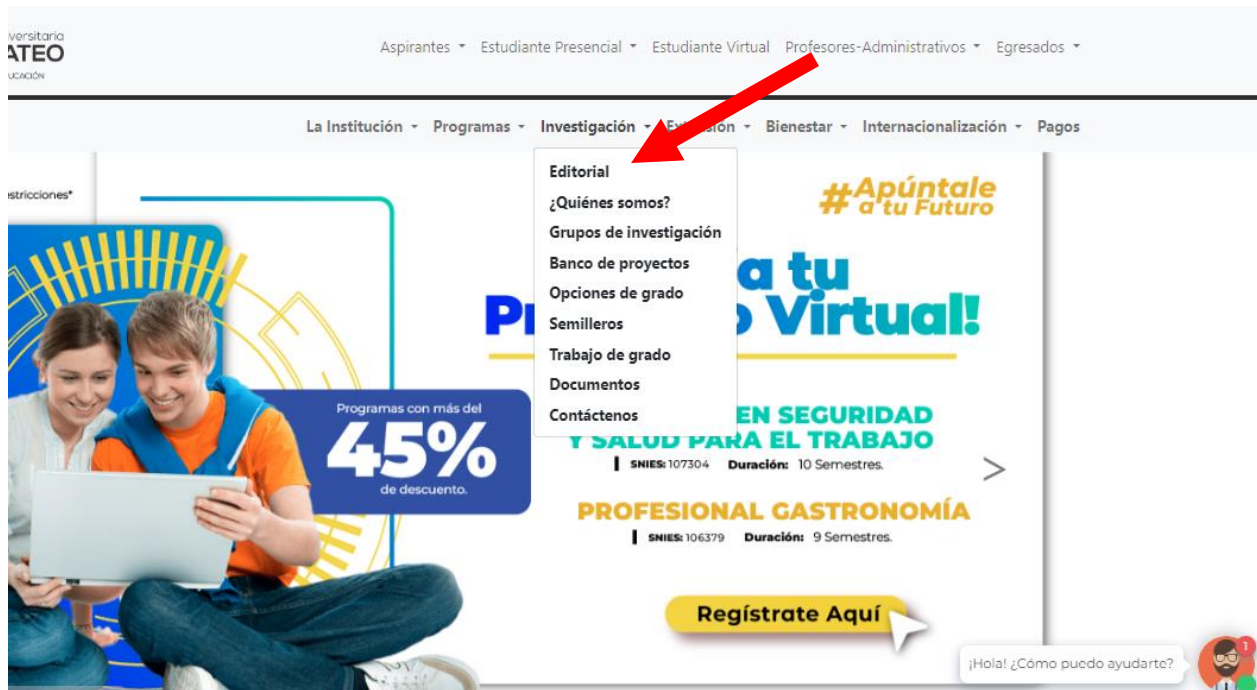 versitaria
ATEO
UCACIÓN
Aspirantes Estudiante Presencial Estudiante Virtual Profesores-Administrativos Egresados
La Institución Programas Investigación Bienestar Internacionalización Pagos
Editorial
¿Quiénes somos?
Grupos de investigación
Banco de proyectos
Opciones de grado
Semilleros
Trabajo de grado
Documentos
Contáctenos
estricciones*
#Apúntale
a tu Futuro
a tu
Virtual!
Programas con más del
45%
de descuento.
EN SEGURIDAD
Y SALUD PARA EL TRABAJO
SNIES: 107304 Duración: 10 Semestres.
>
PROFESIONAL GASTRONOMÍA
SNIES: 106379 Duración: 9 Semestres.
Regístrate Aquí
¡Hola! ¿Cómo puedo ayudarte?
1